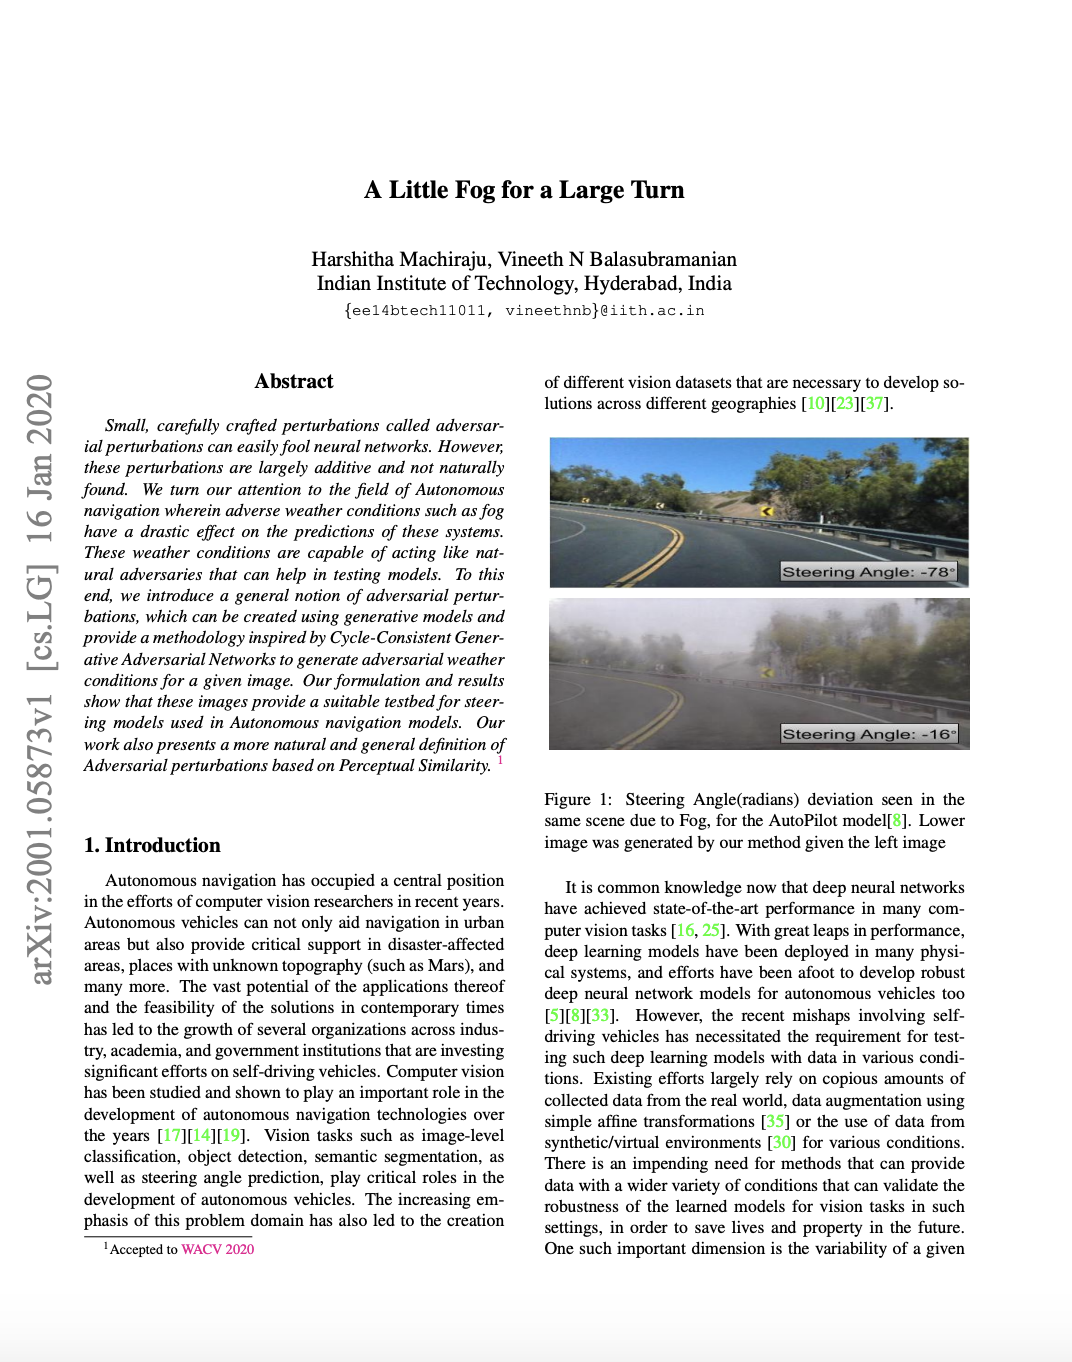 arXiv:2001.05873v1 [cs.LG] 16 Jan 2020
A Little Fog for a Large Turn
Harshitha Machiraju, Vineeth N Balasubramanian
Indian Institute of Technology, Hyderabad, India
{ee14btech11011, vineethnb}@iith.ac.in
Abstract
Small, carefully crafted perturbations called adversar-
ial perturbations can easily fool neural networks. However,
these perturbations are largely additive and not naturally
found. We turn our attention to the field of Autonomous
navigation wherein adverse weather conditions such as fog
have a drastic effect on the predictions of these systems.
These weather conditions are capable of acting like nat-
ural adversaries that can help in testing models. To this
end, we introduce a general notion of adversarial pertur-
bations, which can be created using generative models and
provide a methodology inspired by Cycle-Consistent Gener-
ative Adversarial Networks to generate adversarial weather
conditions for a given image. Our formulation and results
show that these images provide a suitable testbed for steer-
ing models used in Autonomous navigation models. Our
work also presents a more natural and general definition of
Adversarial perturbations based on Perceptual Similarity. 1
1. Introduction
Autonomous navigation has occupied a central position
in the efforts of computer vision researchers in recent years.
Autonomous vehicles can not only aid navigation in urban
areas but also provide critical support in disaster-affected
areas, places with unknown topography (such as Mars), and
many more. The vast potential of the applications thereof
and the feasibility of the solutions in contemporary times
has led to the growth of several organizations across indus-
try, academia, and government institutions that are investing
significant efforts on self-driving vehicles. Computer vision
has been studied and shown to play an important role in the
development of autonomous navigation technologies over
the years [17][14][19]. Vision tasks such as image-level
classification, object detection, semantic segmentation, as
well as steering angle prediction, play critical roles in the
development of autonomous vehicles. The increasing em-
phasis of this problem domain has also led to the creation
1Accepted to WACV 2020
of different vision datasets that are necessary to develop so-
lutions across different geographies [10][23][37].
Steering Angle: -78°
Steering Angle: -16°
Figure 1: Steering Angle(radians) deviation seen in the
same scene due to Fog, for the AutoPilot model[8]. Lower
image was generated by our method given the left image
It is common knowledge now that deep neural networks
have achieved state-of-the-art performance in many com-
puter vision tasks [16, 25]. With great leaps in performance,
deep learning models have been deployed in many physi-
cal systems, and efforts have been afoot to develop robust
deep neural network models for autonomous vehicles too
[5][8][33]. However, the recent mishaps involving self-
driving vehicles has necessitated the requirement for test-
ing such deep learning models with data in various condi-
tions. Existing efforts largely rely on copious amounts of
collected data from the real world, data augmentation using
simple affine transformations [35] or the use of data from
synthetic/virtual environments [30] for various conditions.
There is an impending need for methods that can provide
data with a wider variety of conditions that can validate the
robustness of the learned models for vision tasks in such
settings, in order to save lives and property in the future.
One such important dimension is the variability of a given